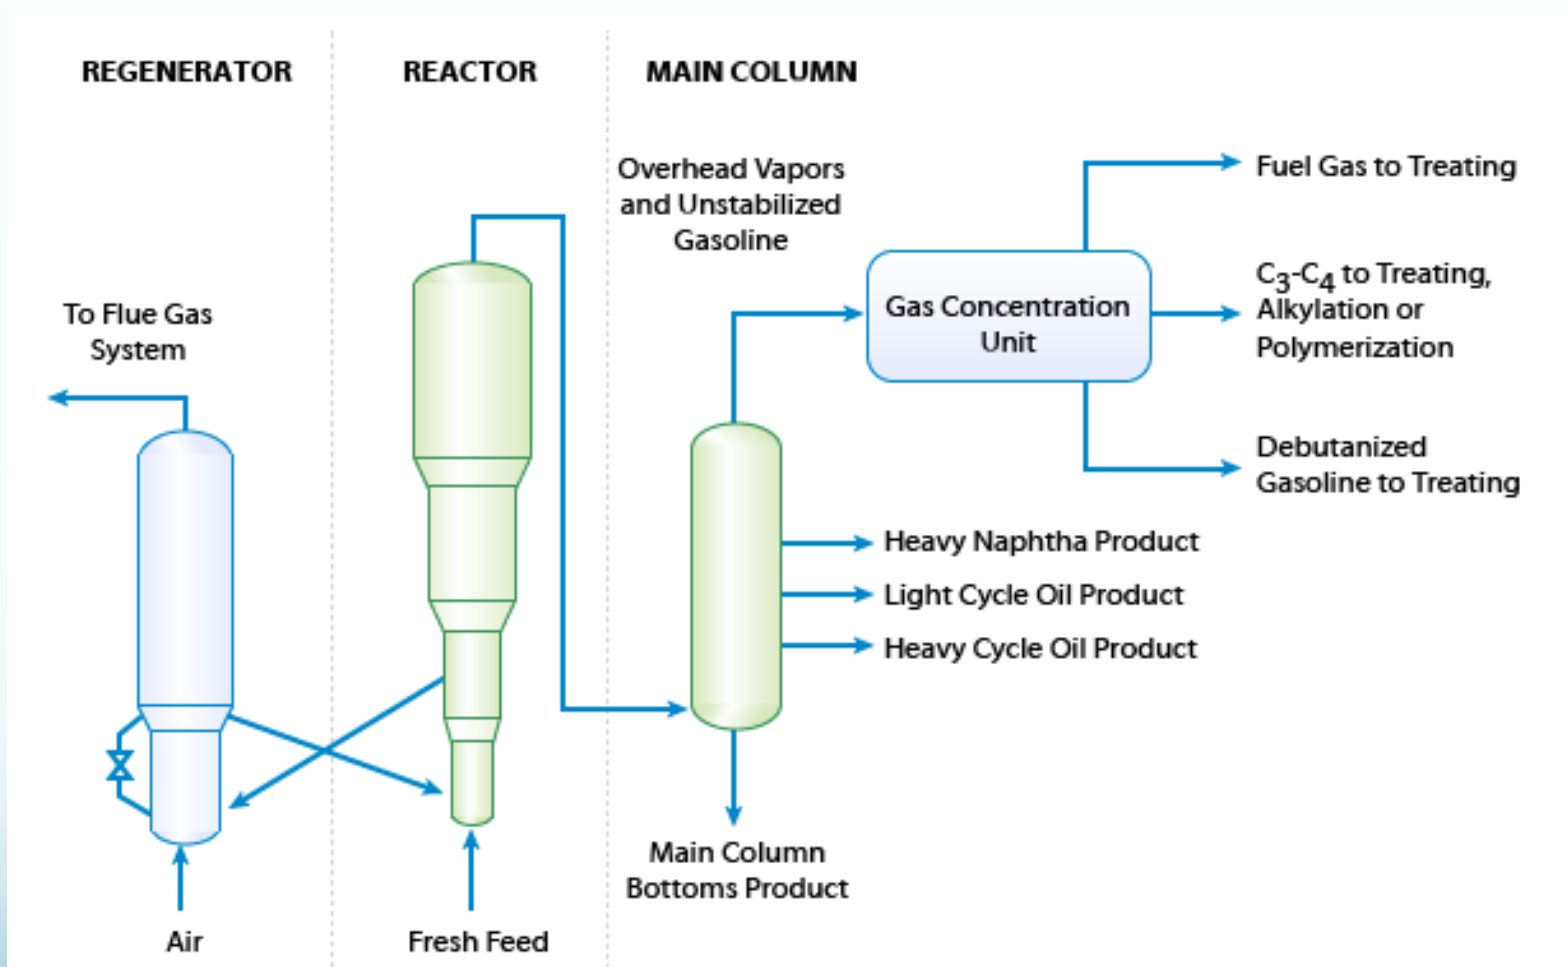 REGENERATOR
REACTOR
MAIN COLUMN
Overhead Vapors
and Unstabilized
Gasoline
Fuel Gas to Treating
C3-C4 to Treating,
Alkylation or
Polymerization
Gas Concentration
Unit
To Flue Gas
System
Debutanized
Gasoline to Treating
Heavy Naphtha Product
Light Cycle Oil Product
Heavy Cycle Oil Product
Main Column
Bottoms Product
Air
Fresh Feed